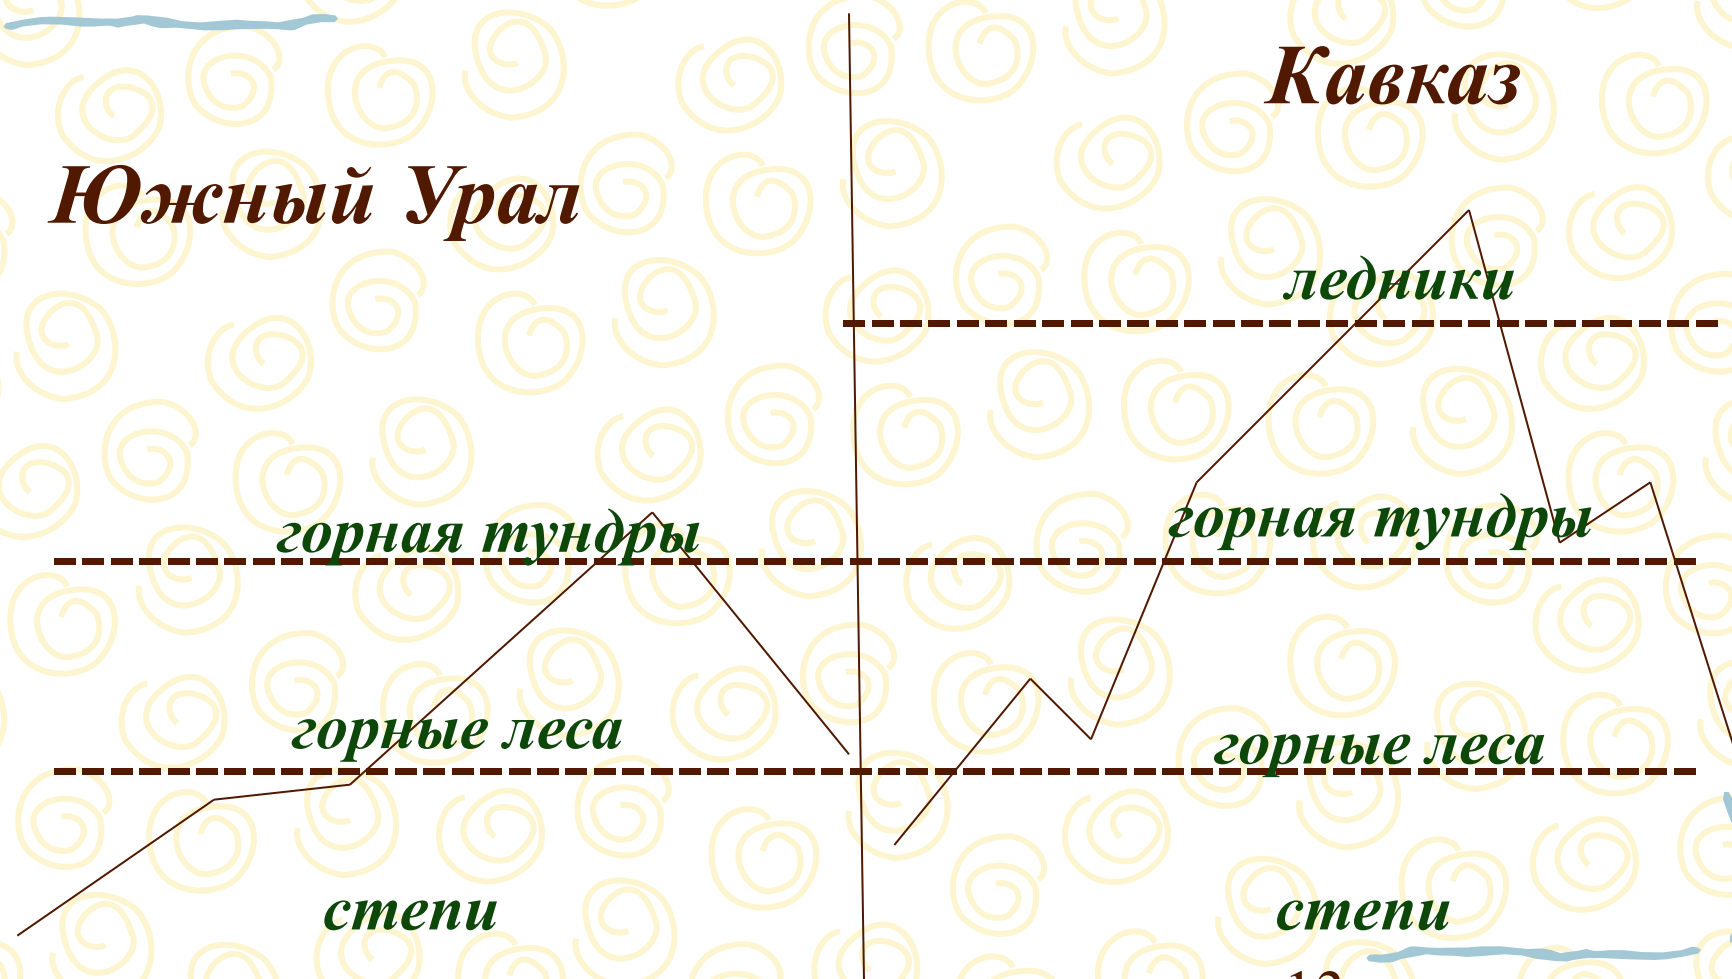 Южный Урал
горная тундры
горные леса
степи
Кавказ
ледники
горная тундры
горные леса
степи